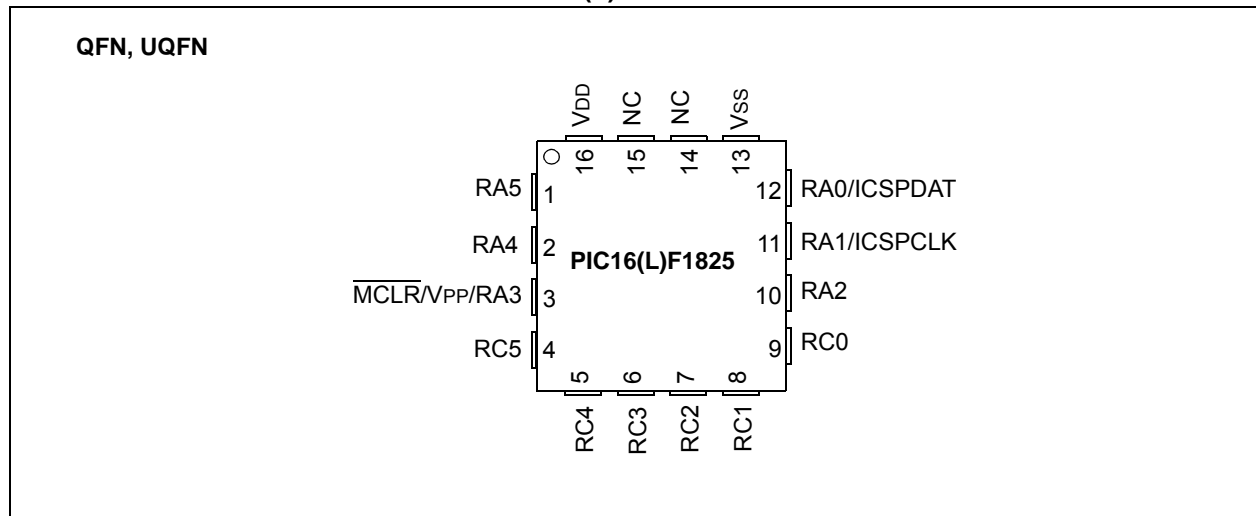 QFN, UQFN
VDD
NC
NC
VSS
16
15
14
13
RA5 1
12 RA0/ICSPDAT
RA4 2
PIC16(L)F1825
11 RA1/ICSPCLK
MCLR/VPP/RA3 3
10 RA2
RC5 4
9 RC0
5
6
7
8
RC4
RC3
RC2
RC1